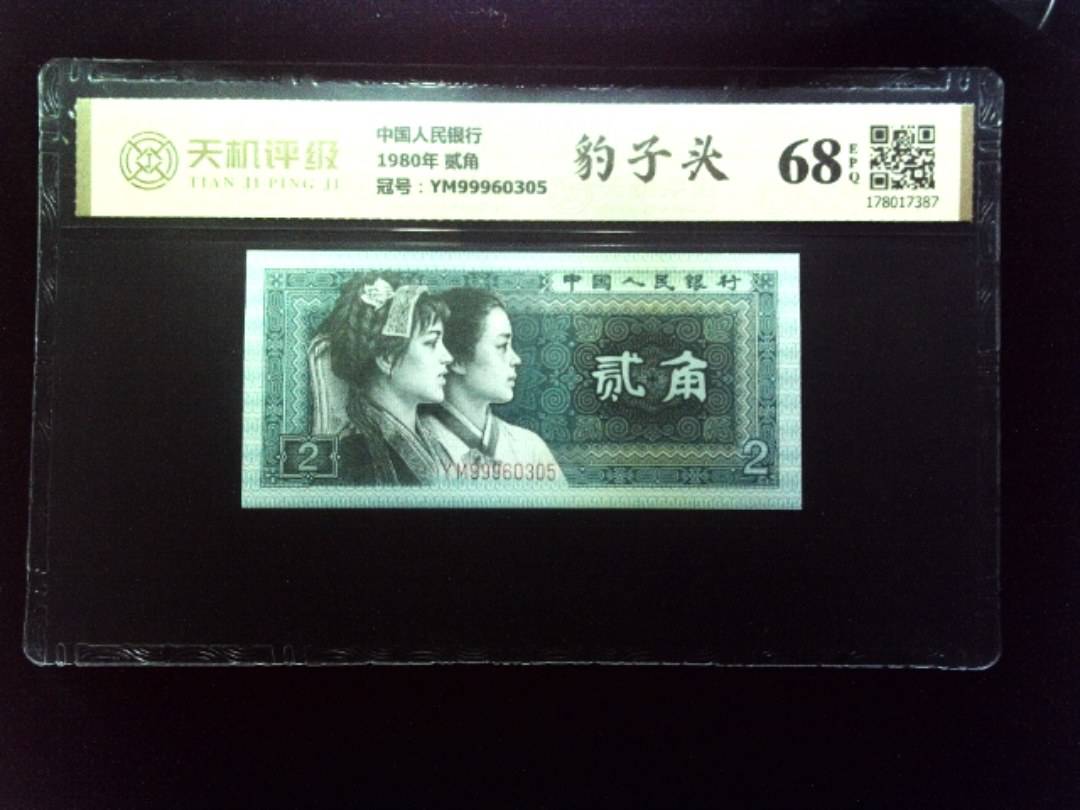 天机评级
TIAN JI PING JI
中国人民银行
1980年 贰角
冠号：YM99960305
豹子头
68
EPQ
178017387
中国人民银行
贰角
2
YM99960305
2